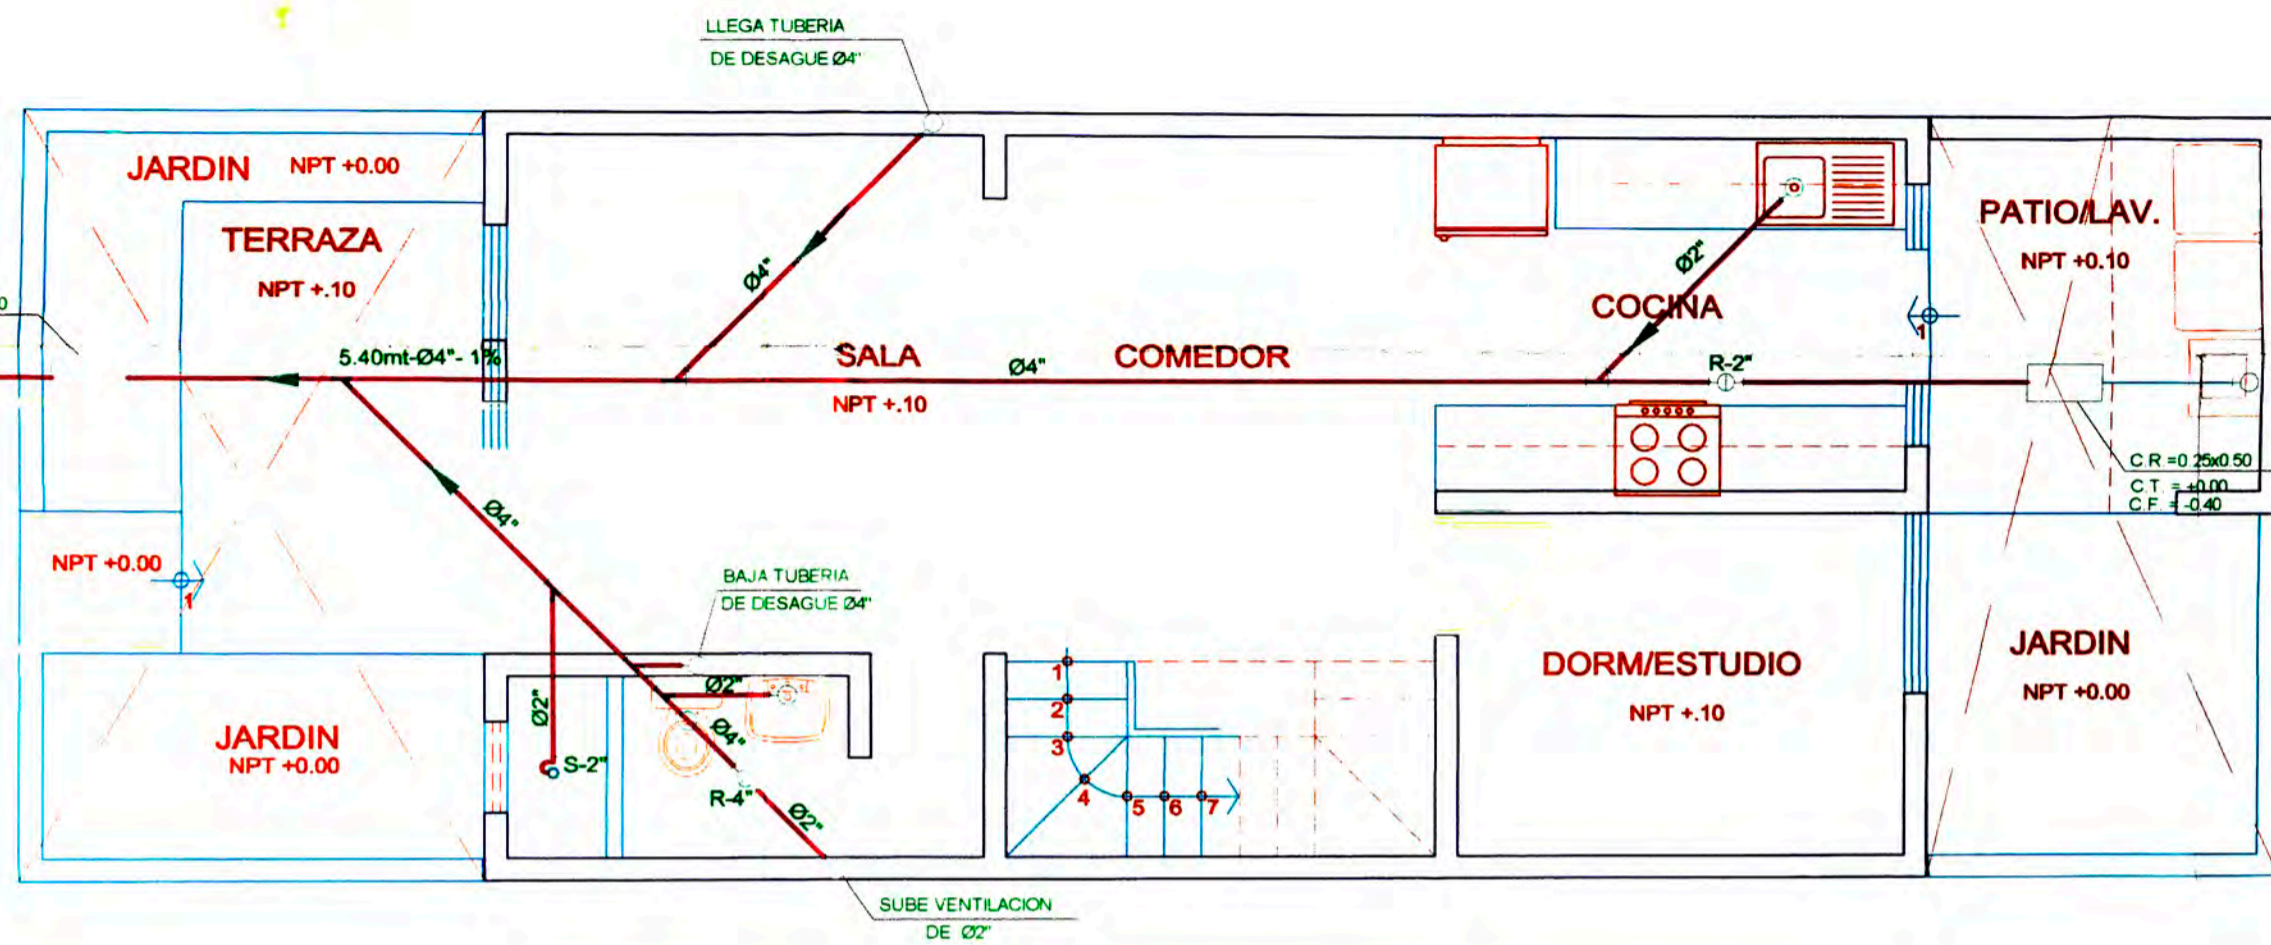 LLEGA TUBERIA
DE DESAGUE Ø4"
JARDIN NPT +0.00
TERRAZA
NPT +.10
5.40mt-Ø4"- 1%
Ø4"
SALA
NPT +.10
Ø4"
COMEDOR
Ø2"
COCINA
R-2"
1
PATIO/LAV.
NPT +0.10
C.R.=0.25x0.50
C.T. = +0.00
C.F. = -0.40
NPT +0.00
1
Ø4"
BAJA TUBERIA
DE DESAGUE Ø4"
Ø2"
Ø2"
Ø4"
S-2"
R-4"
Ø2"
JARDIN
NPT +0.00
1
2
3
4
5
6
7
DORM/ESTUDIO
NPT +.10
JARDIN
NPT +0.00
SUBE VENTILACION
DE Ø2"